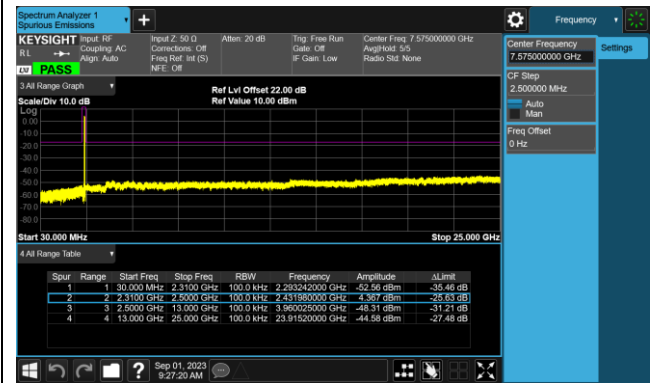 Spectrum Analyzer 1
Spurious Emissions
Frequency
KEYSIGHT Input: RF Input Z: 50 Ω Atten: 20 dB Trig: Free Run Center Freq: 7.575000000 GHz
RL Coupling: AC Corrections: Off Gate: Off Avg|Hold: 5/5
Align: Auto Freq Ref: Int (S) IF Gain: Low Radio Std: None
NFE: Off
LXI PASS
Center Frequency
7.575000000 GHz
Settings
CF Step
2.500000 MHz
Auto
Man
Freq Offset
0 Hz
3 All Range Graph
Ref Lvl Offset 22.00 dB
Scale/Div 10.0 dB Ref Value 10.00 dBm
Log
0.00
-10.0
-20.0
-30.0
-40.0
-50.0
-60.0
-70.0
-80.0
Start 30.000 MHz Stop 25.000 GHz
4 All Range Table
Spur Range Start Freq Stop Freq RBW Frequency Amplitude ΔLimit
1 1 30.000 MHz 2.3100 GHz 100.0 kHz 2.293242000 GHz -52.56 dBm -35.46 dB
2 2 2.3100 GHz 2.5000 GHz 100.0 kHz 2.431980000 GHz 4.367 dBm -25.63 dB
3 3 2.5000 GHz 13.000 GHz 100.0 kHz 3.960025000 GHz -48.31 dBm -31.21 dB
4 4 13.000 GHz 25.000 GHz 100.0 kHz 23.91520000 GHz -44.58 dBm -27.48 dB
Sep 01, 2023
9:27:20 AM